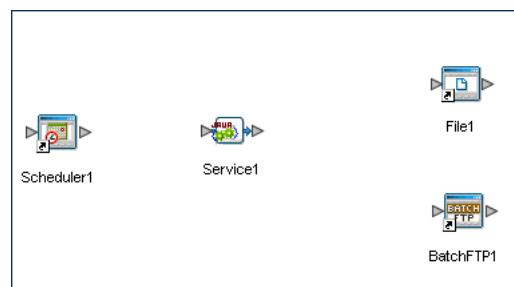 File1
JAVA
Scheduler1
Service1
BATCH
FTP
BatchFTP1